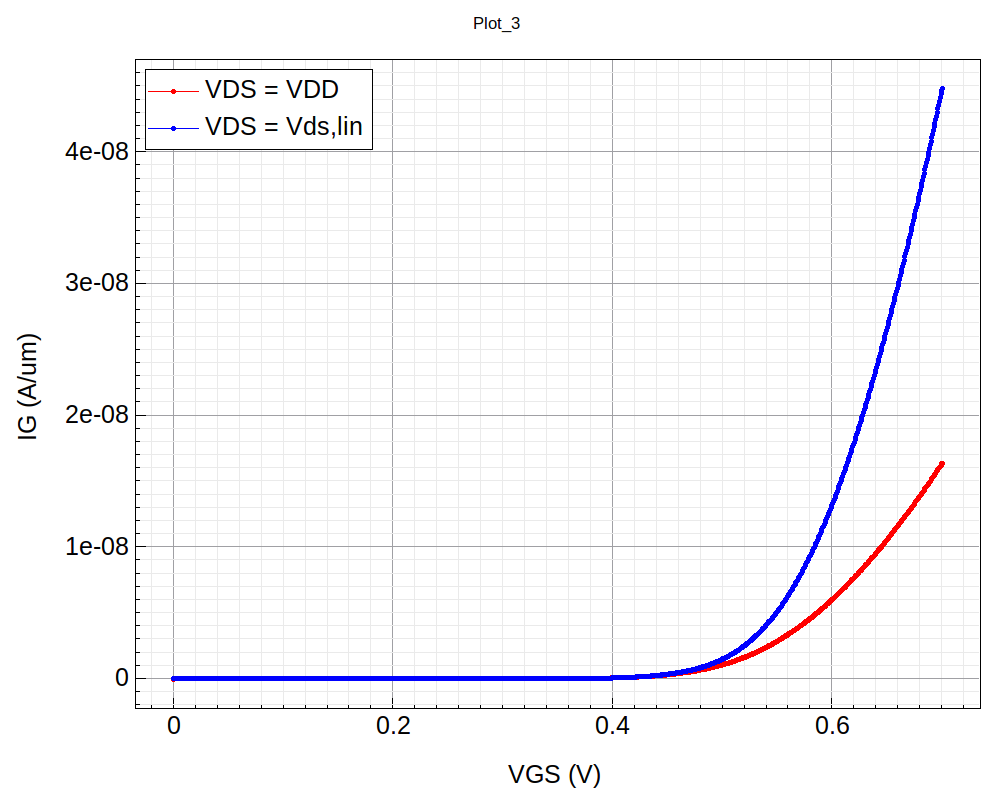 Plot_3
VDS = VDD
VDS = Vds,lin
4e-08
3e-08
2e-08
1e-08
0
IG (A/um)
0 0.2 0.4 0.6
VGS (V)